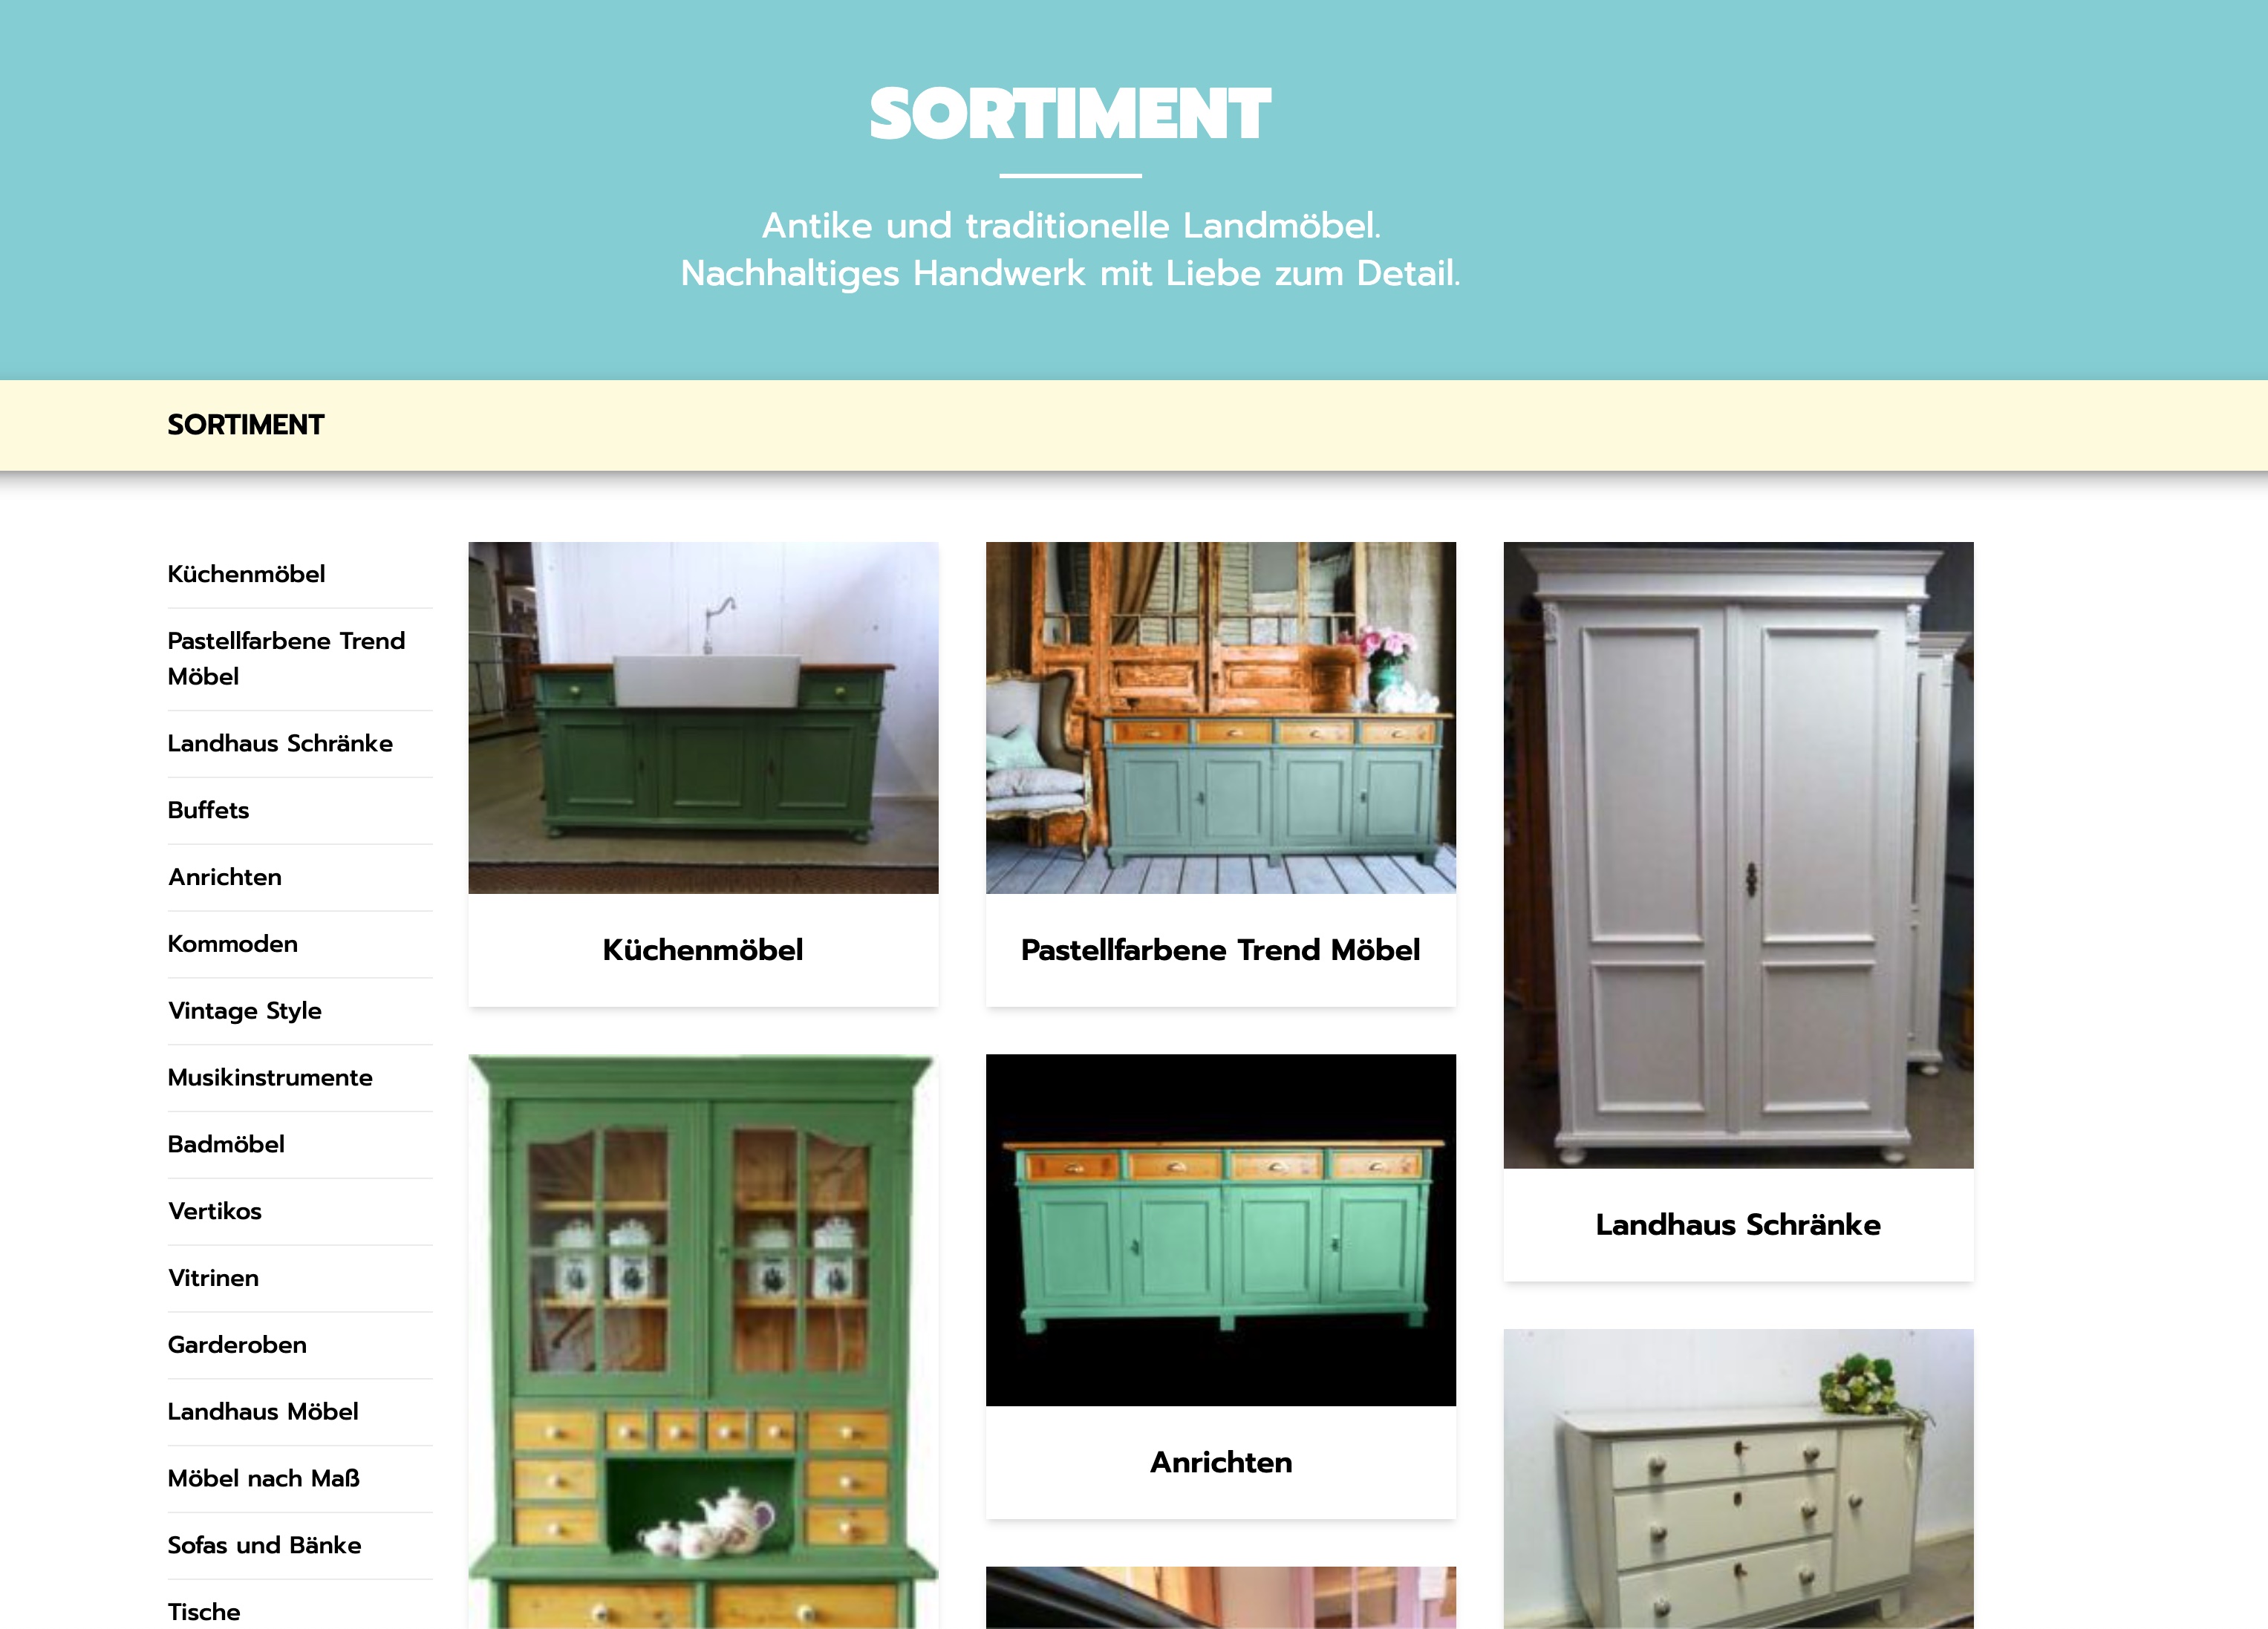 SORTIMENT
Antike und traditionelle Landmöbel.
Nachhaltiges Handwerk mit Liebe zum Detail.
SORTIMENT
Küchenmöbel
Pastellfarbene Trend
Möbel
Landhaus Schränke
Buffets
Anrichten
Kommoden
Vintage Style
Musikinstrumente
Badmöbel
Vertikos
Vitrinen
Garderoben
Landhaus Möbel
Möbel nach Maß
Sofas und Bänke
Tische
Küchenmöbel
Pastellfarbene Trend Möbel
Landhaus Schränke
Anrichten